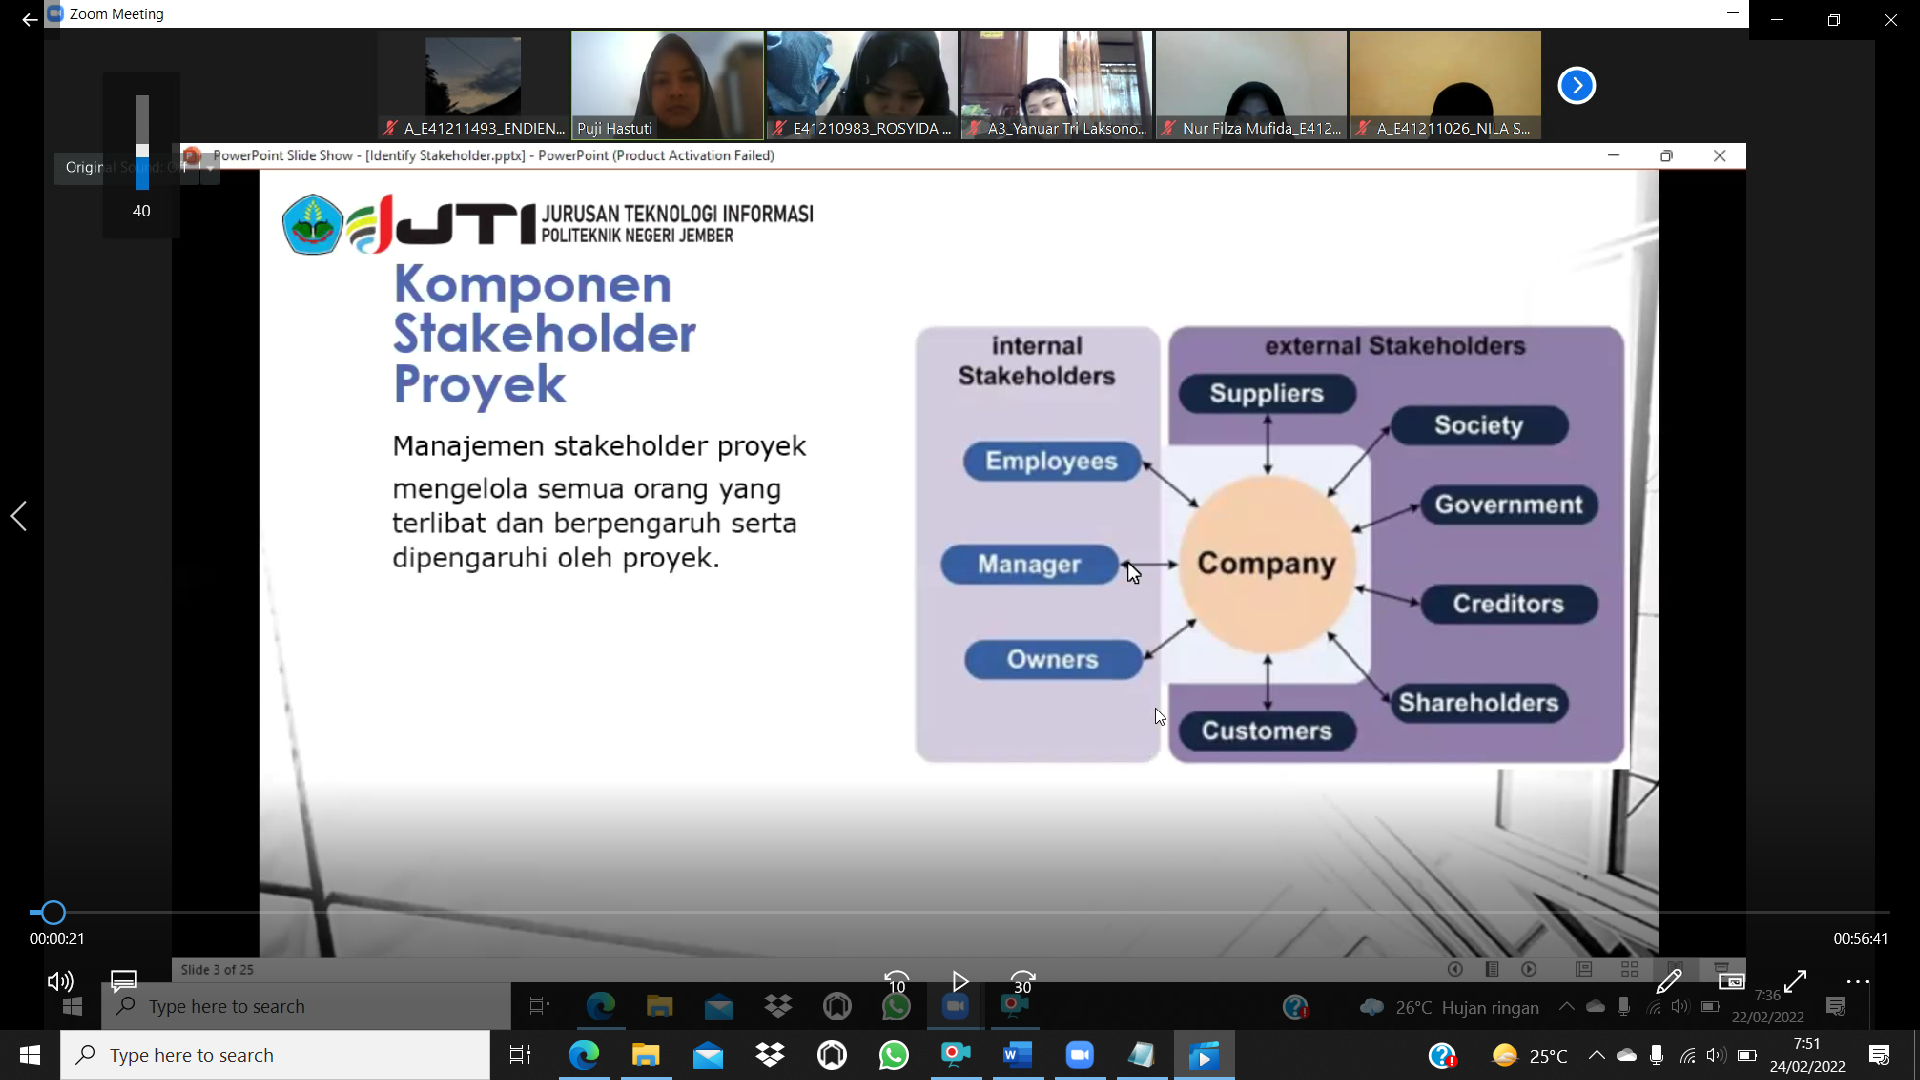 Zoom Meeting
A_E41211493_ENDIEN...
Puji Hastuti
E41210983_ROSYIDA ...
A3_Yanuar Tri Laksono...
Nur Filza Mufida_E412...
A_E41211026_NILA S...
Original Sound: Off
40
PowerPoint Slide Show - [Identify Stakeholder.pptx] - PowerPoint (Product Activation Failed)
JTI JURUSAN TEKNOLOGI INFORMASI
POLITEKNIK NEGERI JEMBER
Komponen
Stakeholder
Proyek
Manajemen stakeholder proyek
mengelola semua orang yang
terlibat dan berpengaruh serta
dipengaruhi oleh proyek.
internal
Stakeholders
Employees
Manager
Owners
Company
external Stakeholders
Suppliers
Society
Government
Creditors
Shareholders
Customers
00:00:21
00:56:41
Slide 3 of 25
10
30
Type here to search
26°C Hujan ringan
7:36
22/02/2022
Type here to search
25°C
7:51
24/02/2022